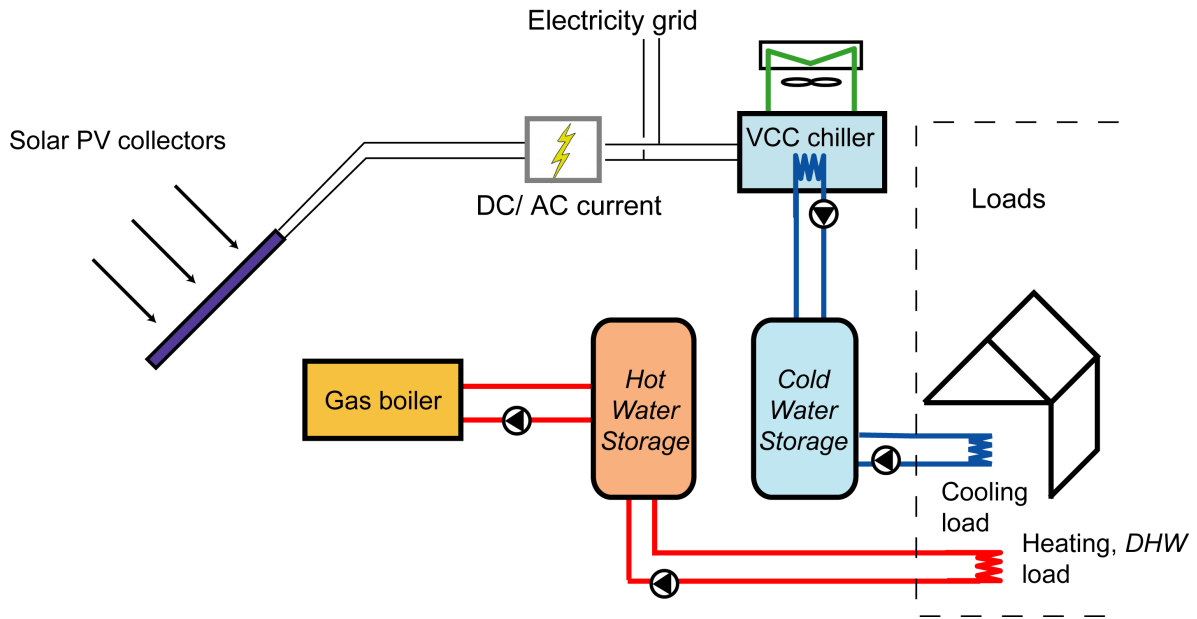 Electricity grid
Solar PV collectors
VCC chiller
DC/ AC current
Loads
Gas boiler
Hot
Water
Storage
Cold
Water
Storage
Cooling
load
Heating, DHW
load